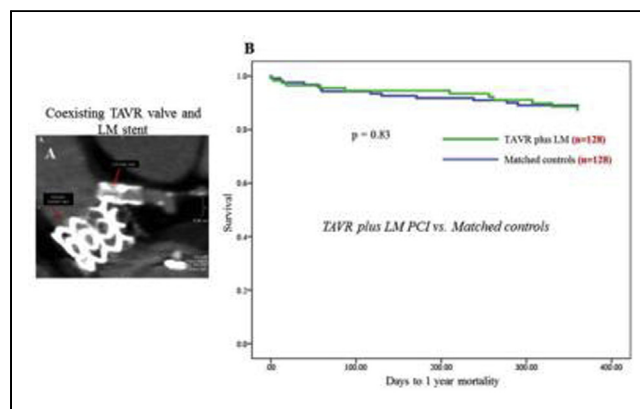 Coexisting TAVR valve and
LM stent
A
B
1.0
0.8
0.6
0.4
0.2
0.0
Survival
p = 0.83
TAVR plus LM (n=128)
Matched controls (n=128)
TAVR plus LM PCI vs. Matched controls
.00
100.00
200.00
300.00
400.00
Days to 1 year mortality